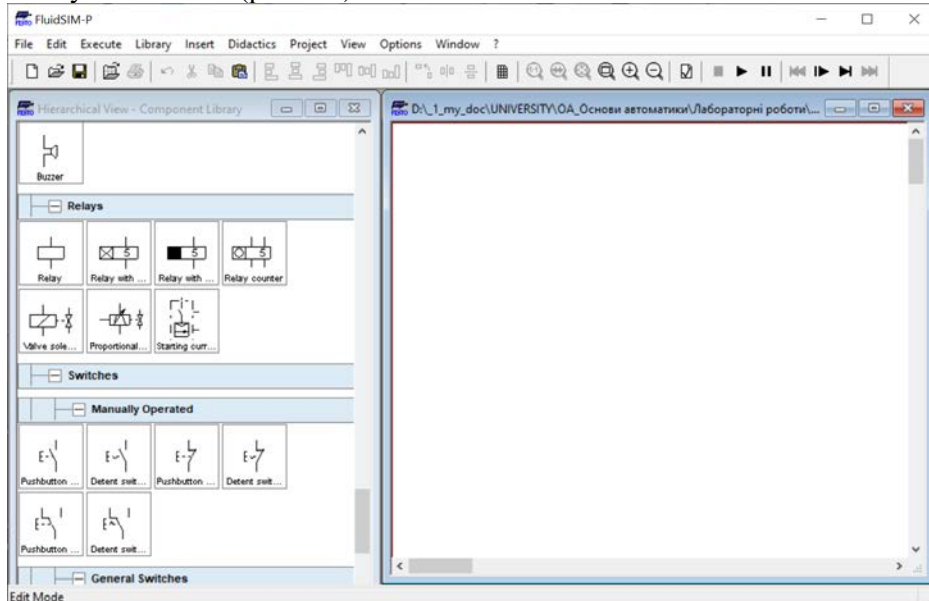 FluidSIM-P
File Edit Execute Library Insert Didactics Project View Options Window ?
Hierarchical View - Component Library
D:\_1_my_doc\UNIVERSITY\OA_Основи автоматики\Лабораторні роботи\...
Buzzer
Relays
Relay Relay with ... Relay with ... Relay counter
Valve sole... Proportional... Starting curr...
Switches
Manually Operated
Pushbutton ... Detent swit... Pushbutton ... Detent swit...
Pushbutton ... Detent swit...
General Switches
Edit Mode